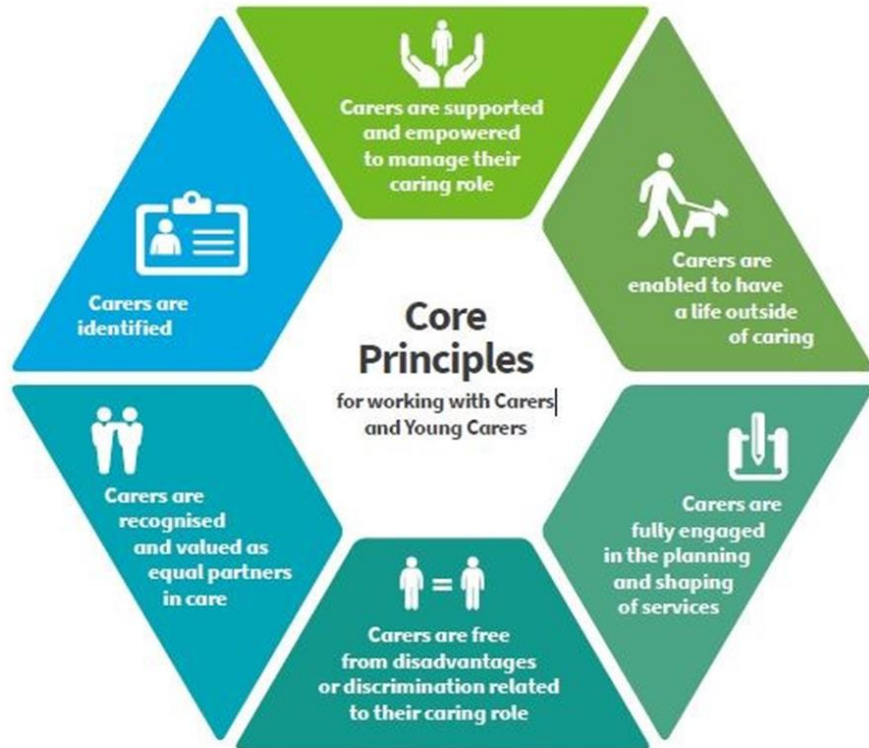 Carers are supported
and empowered
to manage their
caring role
Carers are
enabled to have
a life outside
of caring
Carers are
identified
Core
Principles
for working with Carers
and Young Carers
Carers are
recognised
and valued as
equal partners
in care
Carers are
fully engaged
in the planning
and shaping
of services
Carers are free
from disadvantages
or discrimination related
to their caring role